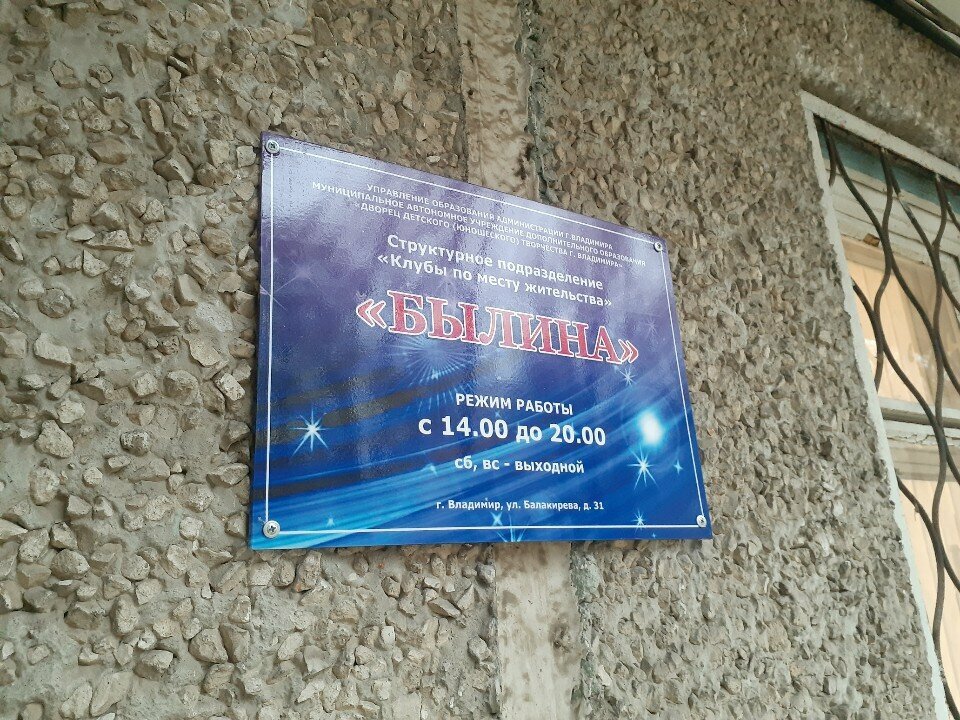 УПРАВЛЕНИЕ ОБРАЗОВАНИЯ АДМИНИСТРАЦИИ Г.ВЛАДИМИРА
МУНИЦИПАЛЬНОЕ АВТОНОМНОЕ УЧРЕЖДЕНИЕ ДОПОЛНИТЕЛЬНОГО ОБРАЗОВАНИЯ
«ДВОРЕЦ ДЕТСКОГО (ЮНОШЕСКОГО) ТВОРЧЕСТВА Г. ВЛАДИМИРА»
Структурное подразделение
«Клубы по месту жительства»
«БЫЛИНА»
РЕЖИМ РАБОТЫ
с 14.00 до 20.00
сб, вс - выходной
г. Владимир, ул. Балакирева, д. 31